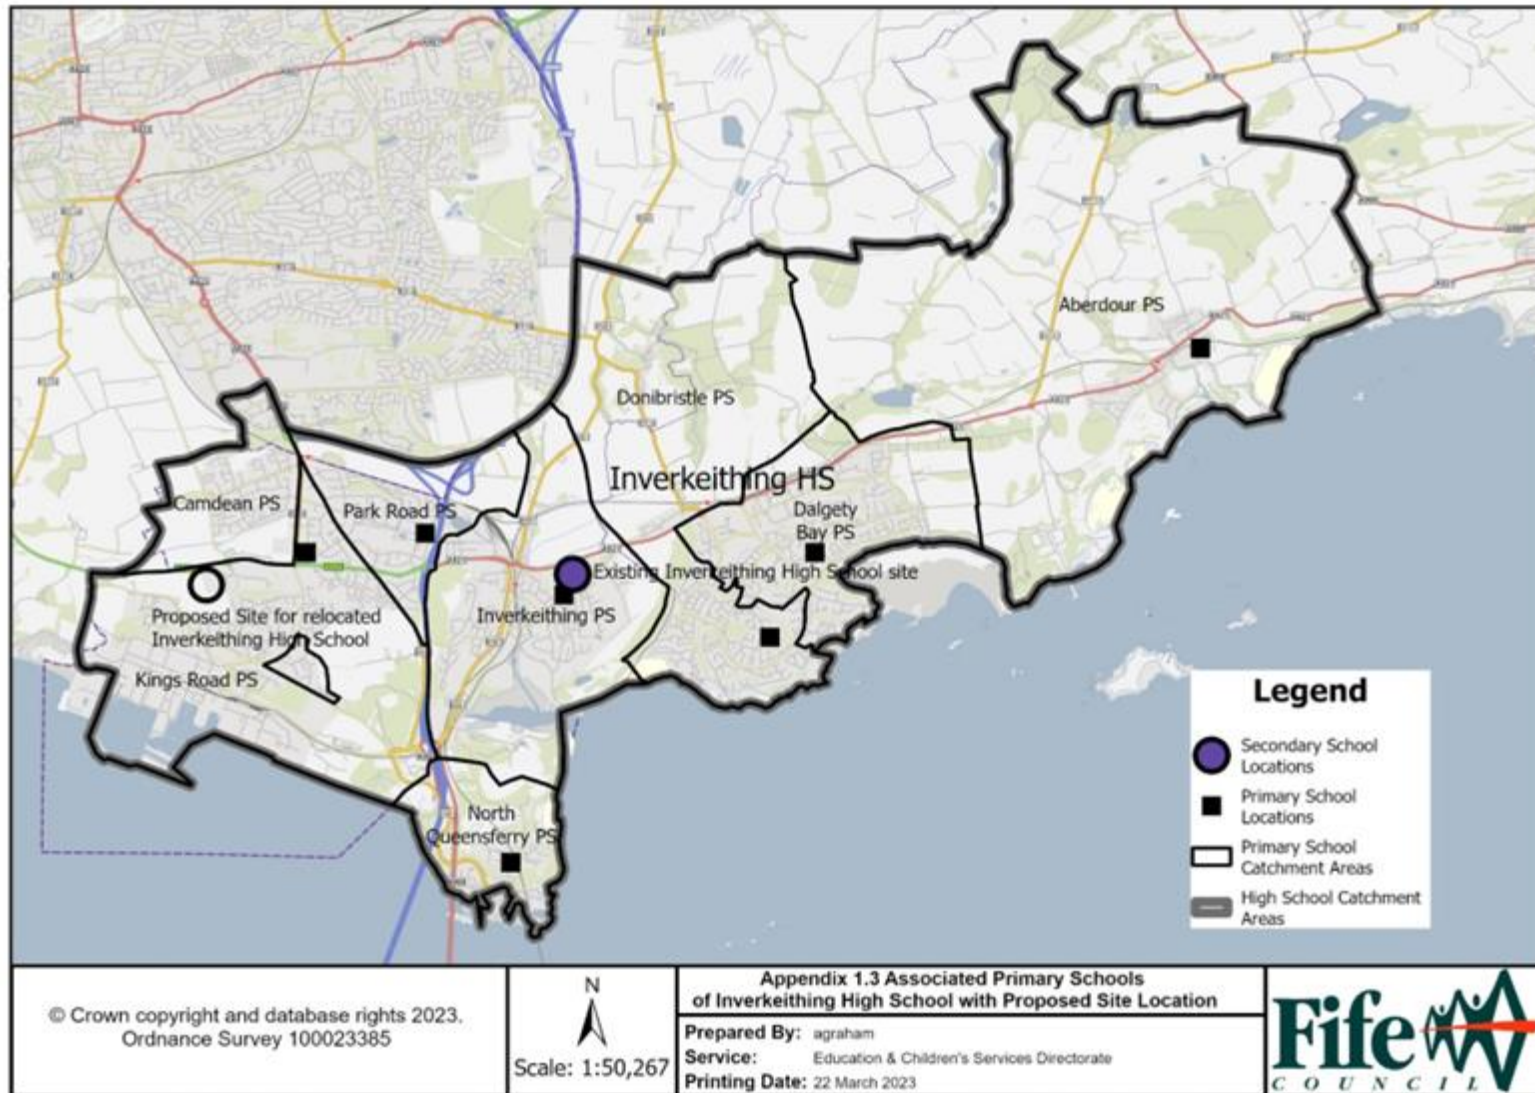 Aberdour PS
Donibristle PS
Inverkeithing HS
Camdean PS
Park Road PS
Dalgety
Bay PS
Existing Inverkeithing High School site
Proposed Site for relocated
Inverkeithing High School
Inverkeithing PS
Kings Road PS
North
Queensferry PS
Legend
Secondary School
Locations
Primary School
Locations
Primary School
Catchment Areas
High School Catchment
Areas
© Crown copyright and database rights 2023.
Ordnance Survey 100023385
N
Scale: 1:50,267
Appendix 1.3 Associated Primary Schools
of Inverkeithing High School with Proposed Site Location
Prepared By: agraham
Service: Education & Children's Services Directorate
Printing Date: 22 March 2023
Fife
COUNCIL